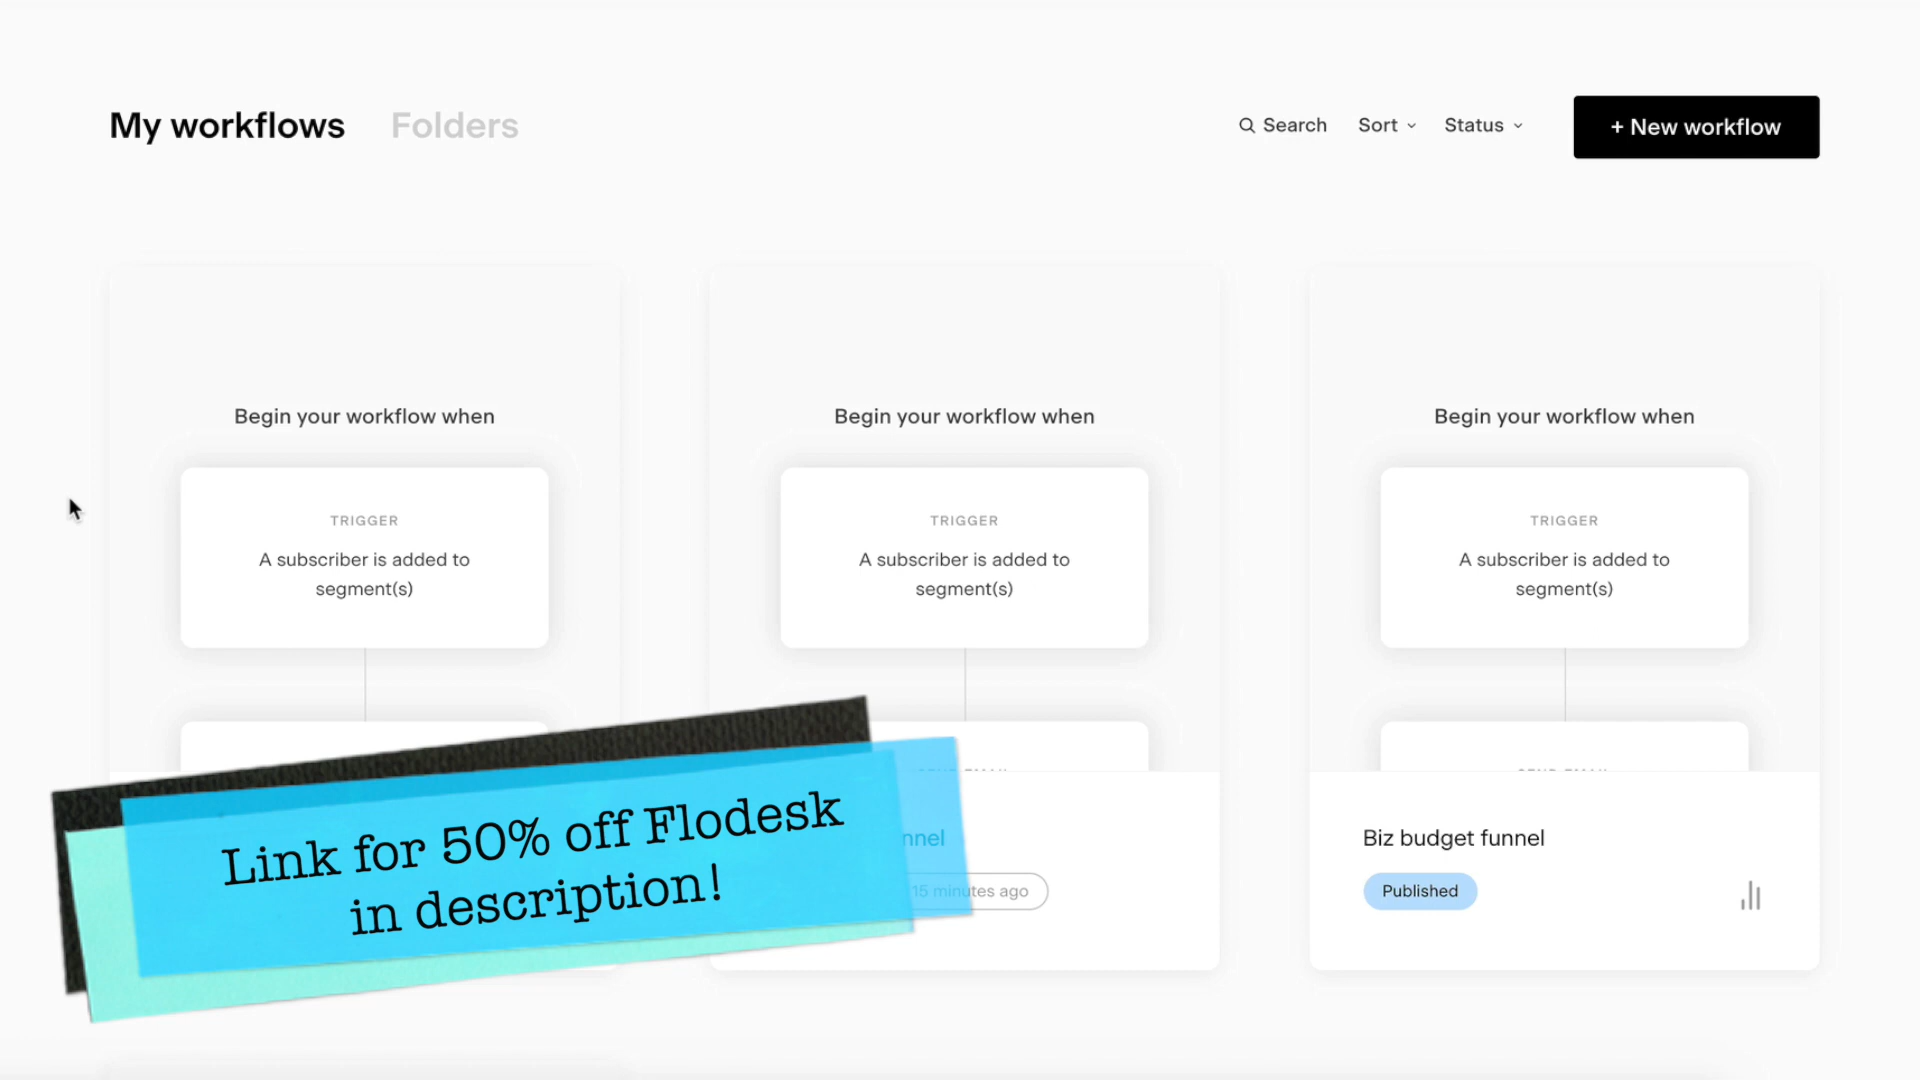 My workflows Folders
Search Sort Status + New workflow
Begin your workflow when
TRIGGER
A subscriber is added to
segment(s)
Begin your workflow when
TRIGGER
A subscriber is added to
segment(s)
Begin your workflow when
TRIGGER
A subscriber is added to
segment(s)
15 minutes ago
Biz budget funnel
Published
Link for 50% off Flodesk
in description!